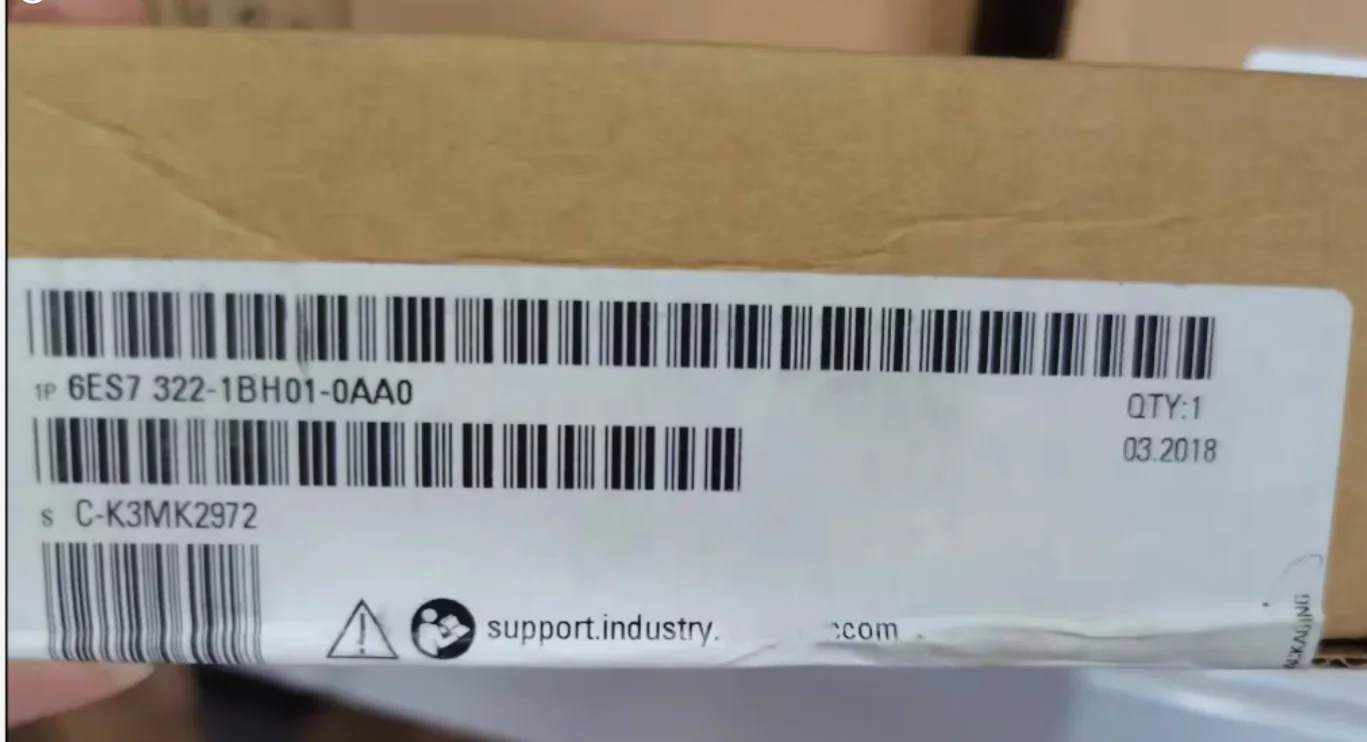 1P 6ES7 322-1BH01-0AA0
QTY:1
03.2018
S C-K3MK2972
support.industry. com